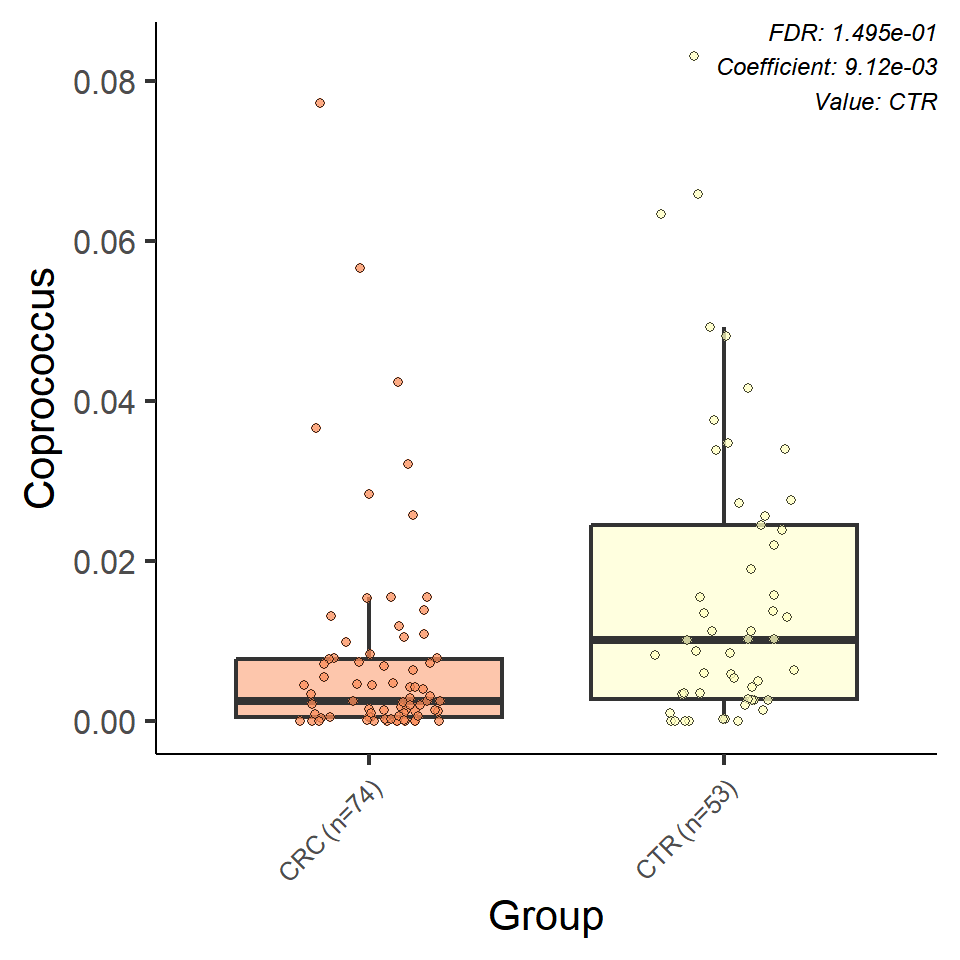 FDR: 1.495e-01
Coefficient: 9.12e-03
Value: CTR
0.08
0.06
0.04
0.02
0.00
Coprococcus
CRC (n=74)
CTR (n=53)
Group